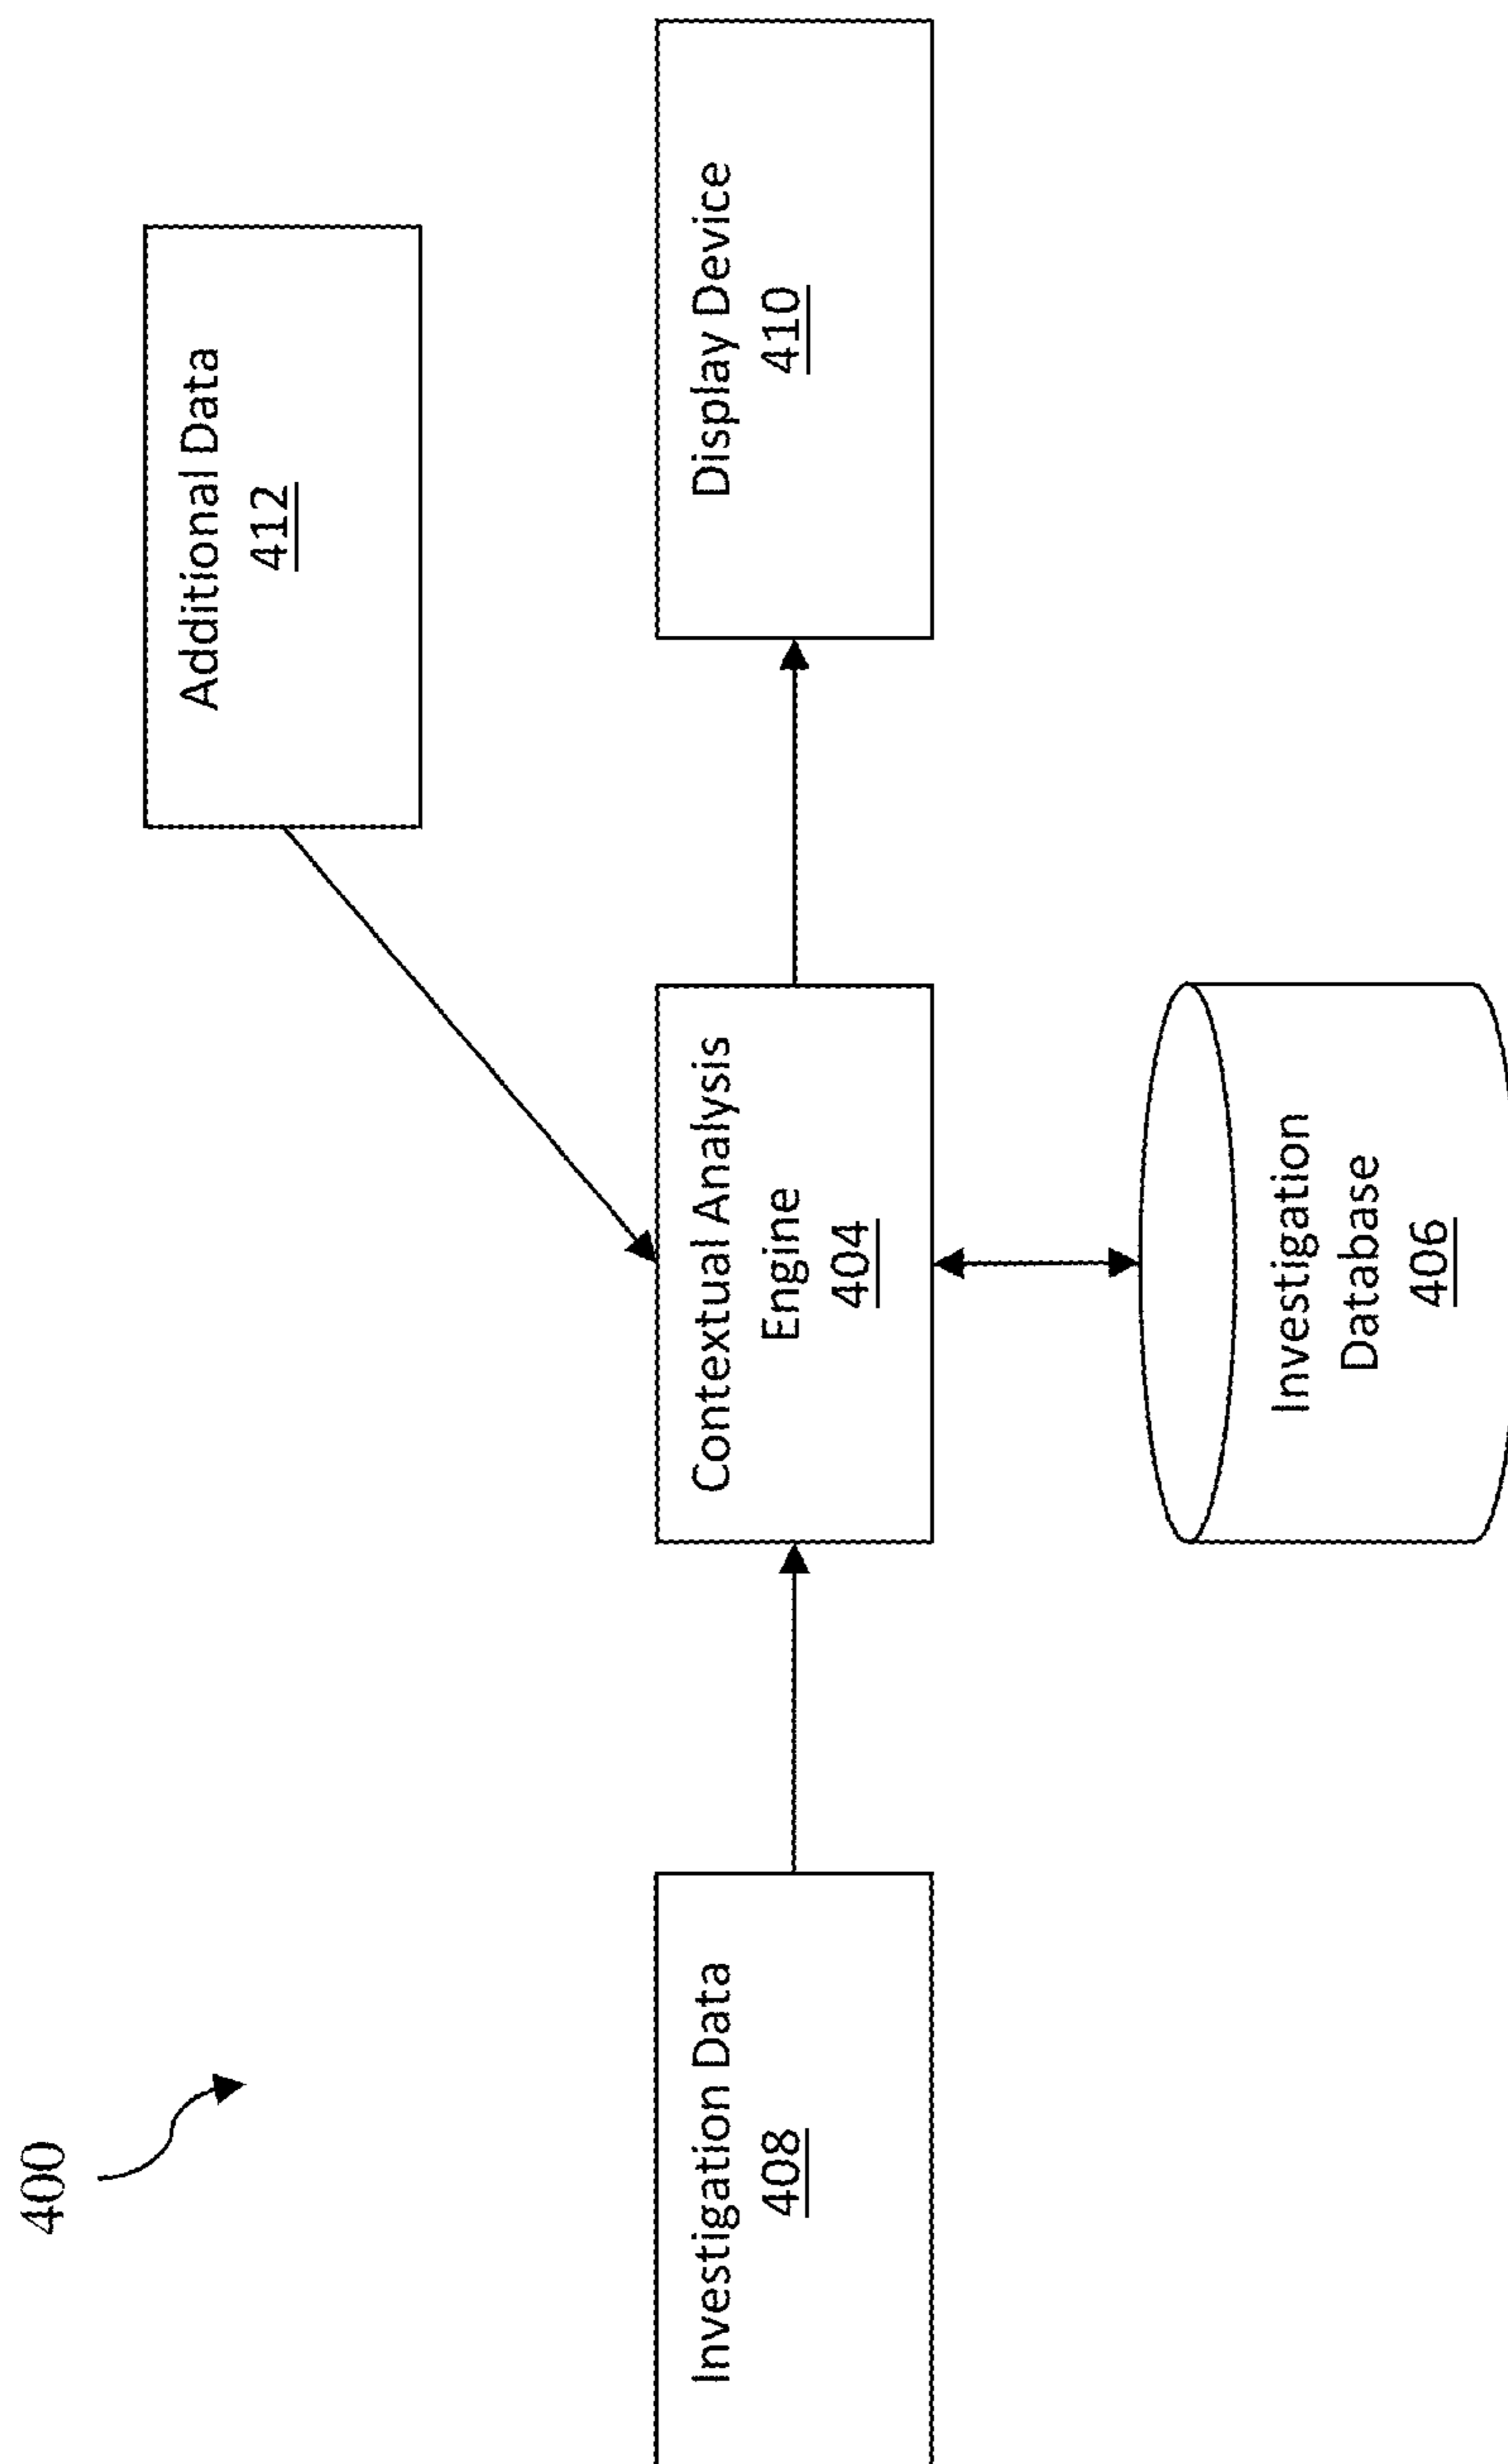 400
Additional Data
412
Investigation Data
408
Contextual Analysis
Engine
404
Display Device
410
Investigation
Database
406